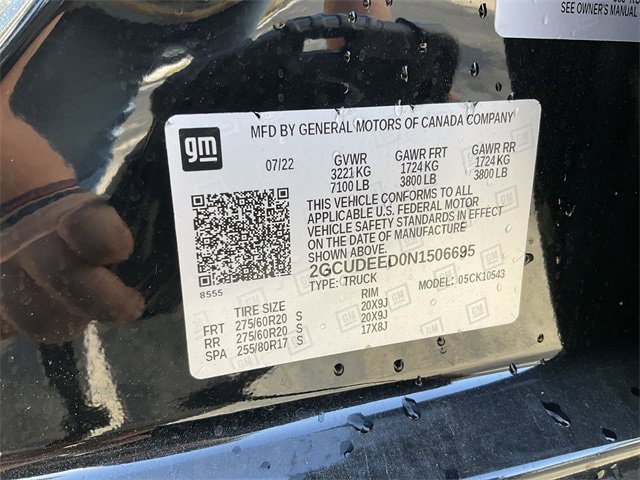 SEE OWNER'S MANUAL
gm
MFD BY GENERAL MOTORS OF CANADA COMPANY
07/22 GVWR GAWR FRT GAWR RR
3221 KG 1724 KG 1724 KG
7100 LB 3800 LB 3800 LB
THIS VEHICLE CONFORMS TO ALL
APPLICABLE U.S. FEDERAL MOTOR
VEHICLE SAFETY STANDARDS IN EFFECT
ON THE DATE OF MANUFACTURE
SHOWN ABOVE.
2GCUDEED0N1506695
8555 TYPE: TRUCK MODEL: 05CK10543
TIRE SIZE RIM
FRT 275/60R20 S 20X9J
RR 275/60R20 S 20X9J
SPA 255/80R17 S 17X8J